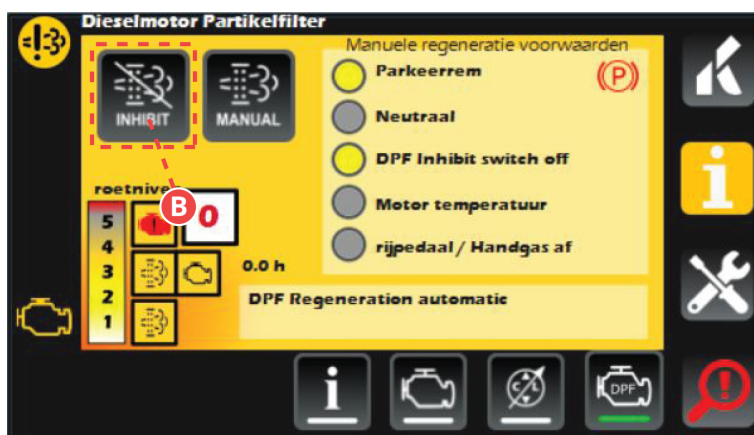 Dieselmotor Partikelfilter
INHIBIT
MANUAL
Manuele regeneratie voorwaarden
Parkeerrem
(P)
Neutraal
DPF Inhibit switch off
Motor temperatuur
rijpedaal / Handgas af
roetnive
B
0
5
4
3
2
1
0.0 h
DPF Regeneration automatic
i
i
C L
DPF